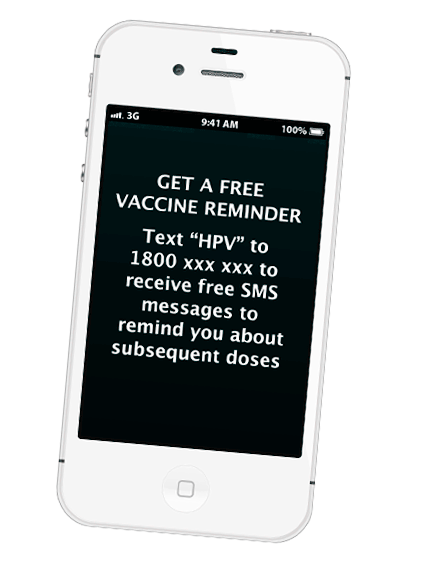 3G
9:41 AM
100%
GET A FREE
VACCINE REMINDER
Text “HPV” to
1800 xxx xxx to
receive free SMS
messages to
remind you about
subsequent doses